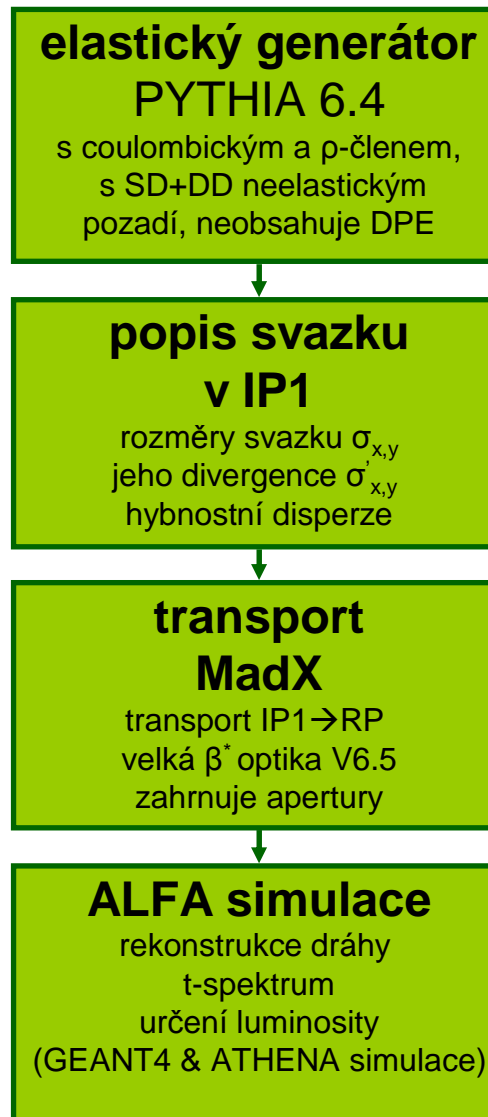 elastický generátor
PYTHIA 6.4
s coulombickým a ρ-členem,
s SD+DD neelastickým
pozadí, neobsahuje DPE
popis svazku
v IP1
rozměry svazku σx,y
jeho divergence σ'x,y
hybnostní disperze
transport
MadX
transport IP1→RP
velká β* optika V6.5
zahrnuje apertury
ALFA simulace
rekonstrukce dráhy
t-spektrum
určení luminosity
(GEANT4 & ATHENA simulace)